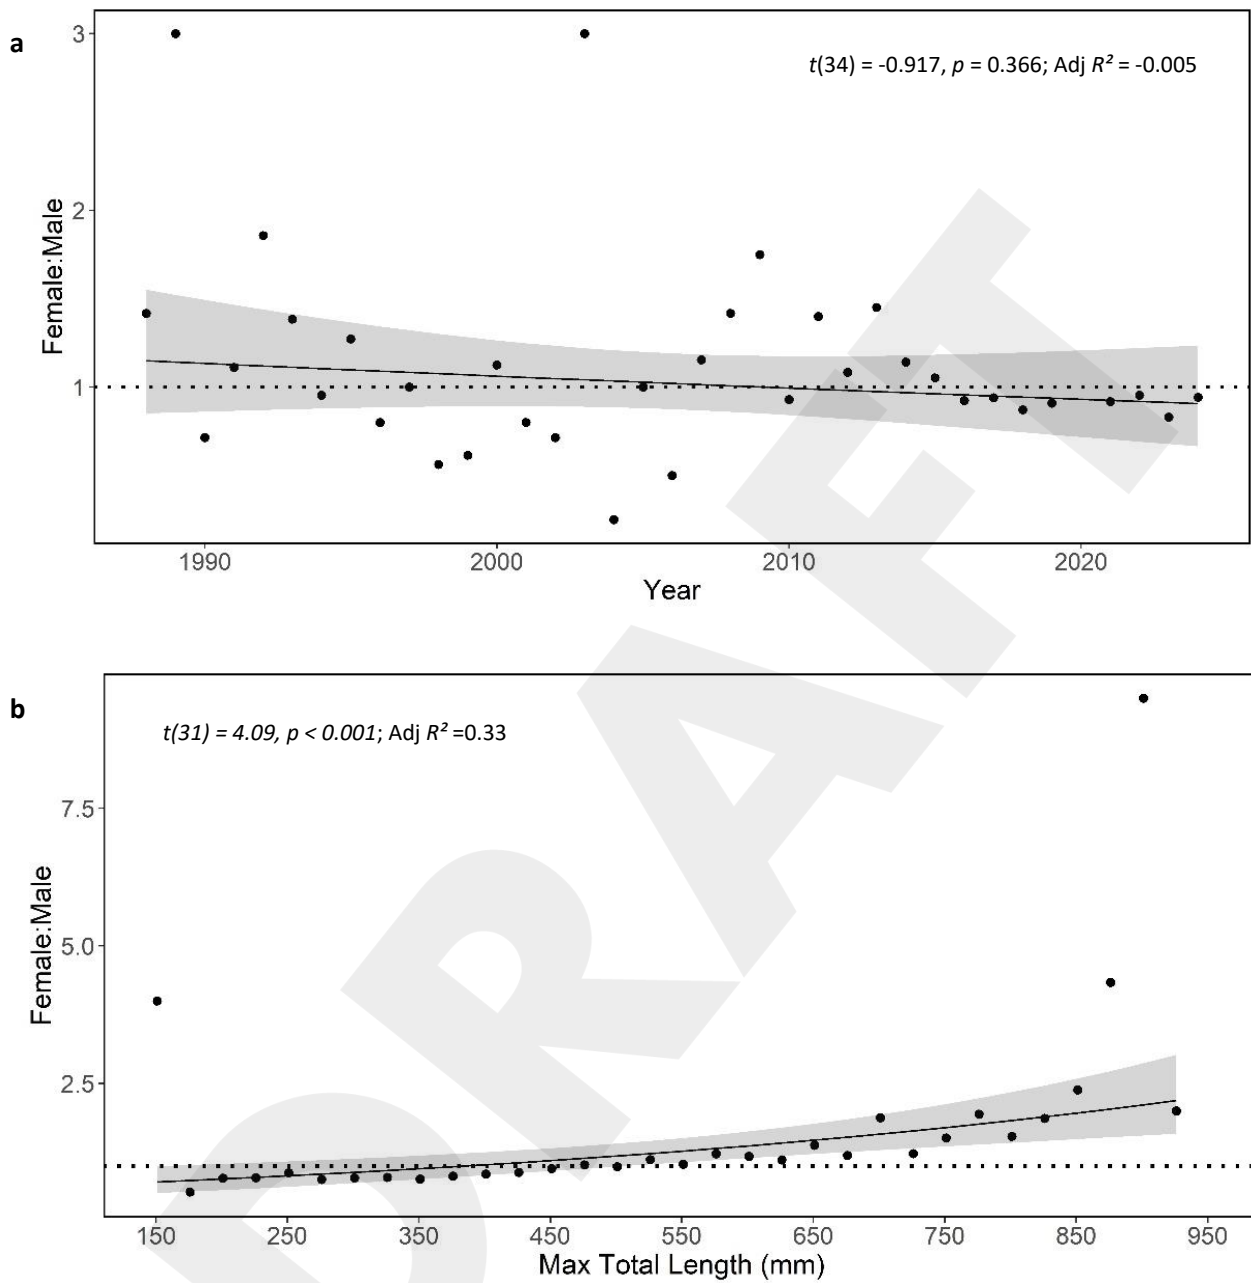 a
t(34) = -0.917, p = 0.366; Adj R² = -0.005
Female:Male
3
2
1
1990 2000 2010 2020
Year
b
t(31) = 4.09, p < 0.001; Adj R² =0.33
Female:Male
7.5
5.0
2.5
150 250 350 450 550 650 750 850 950
Max Total Length (mm)
DRAFT